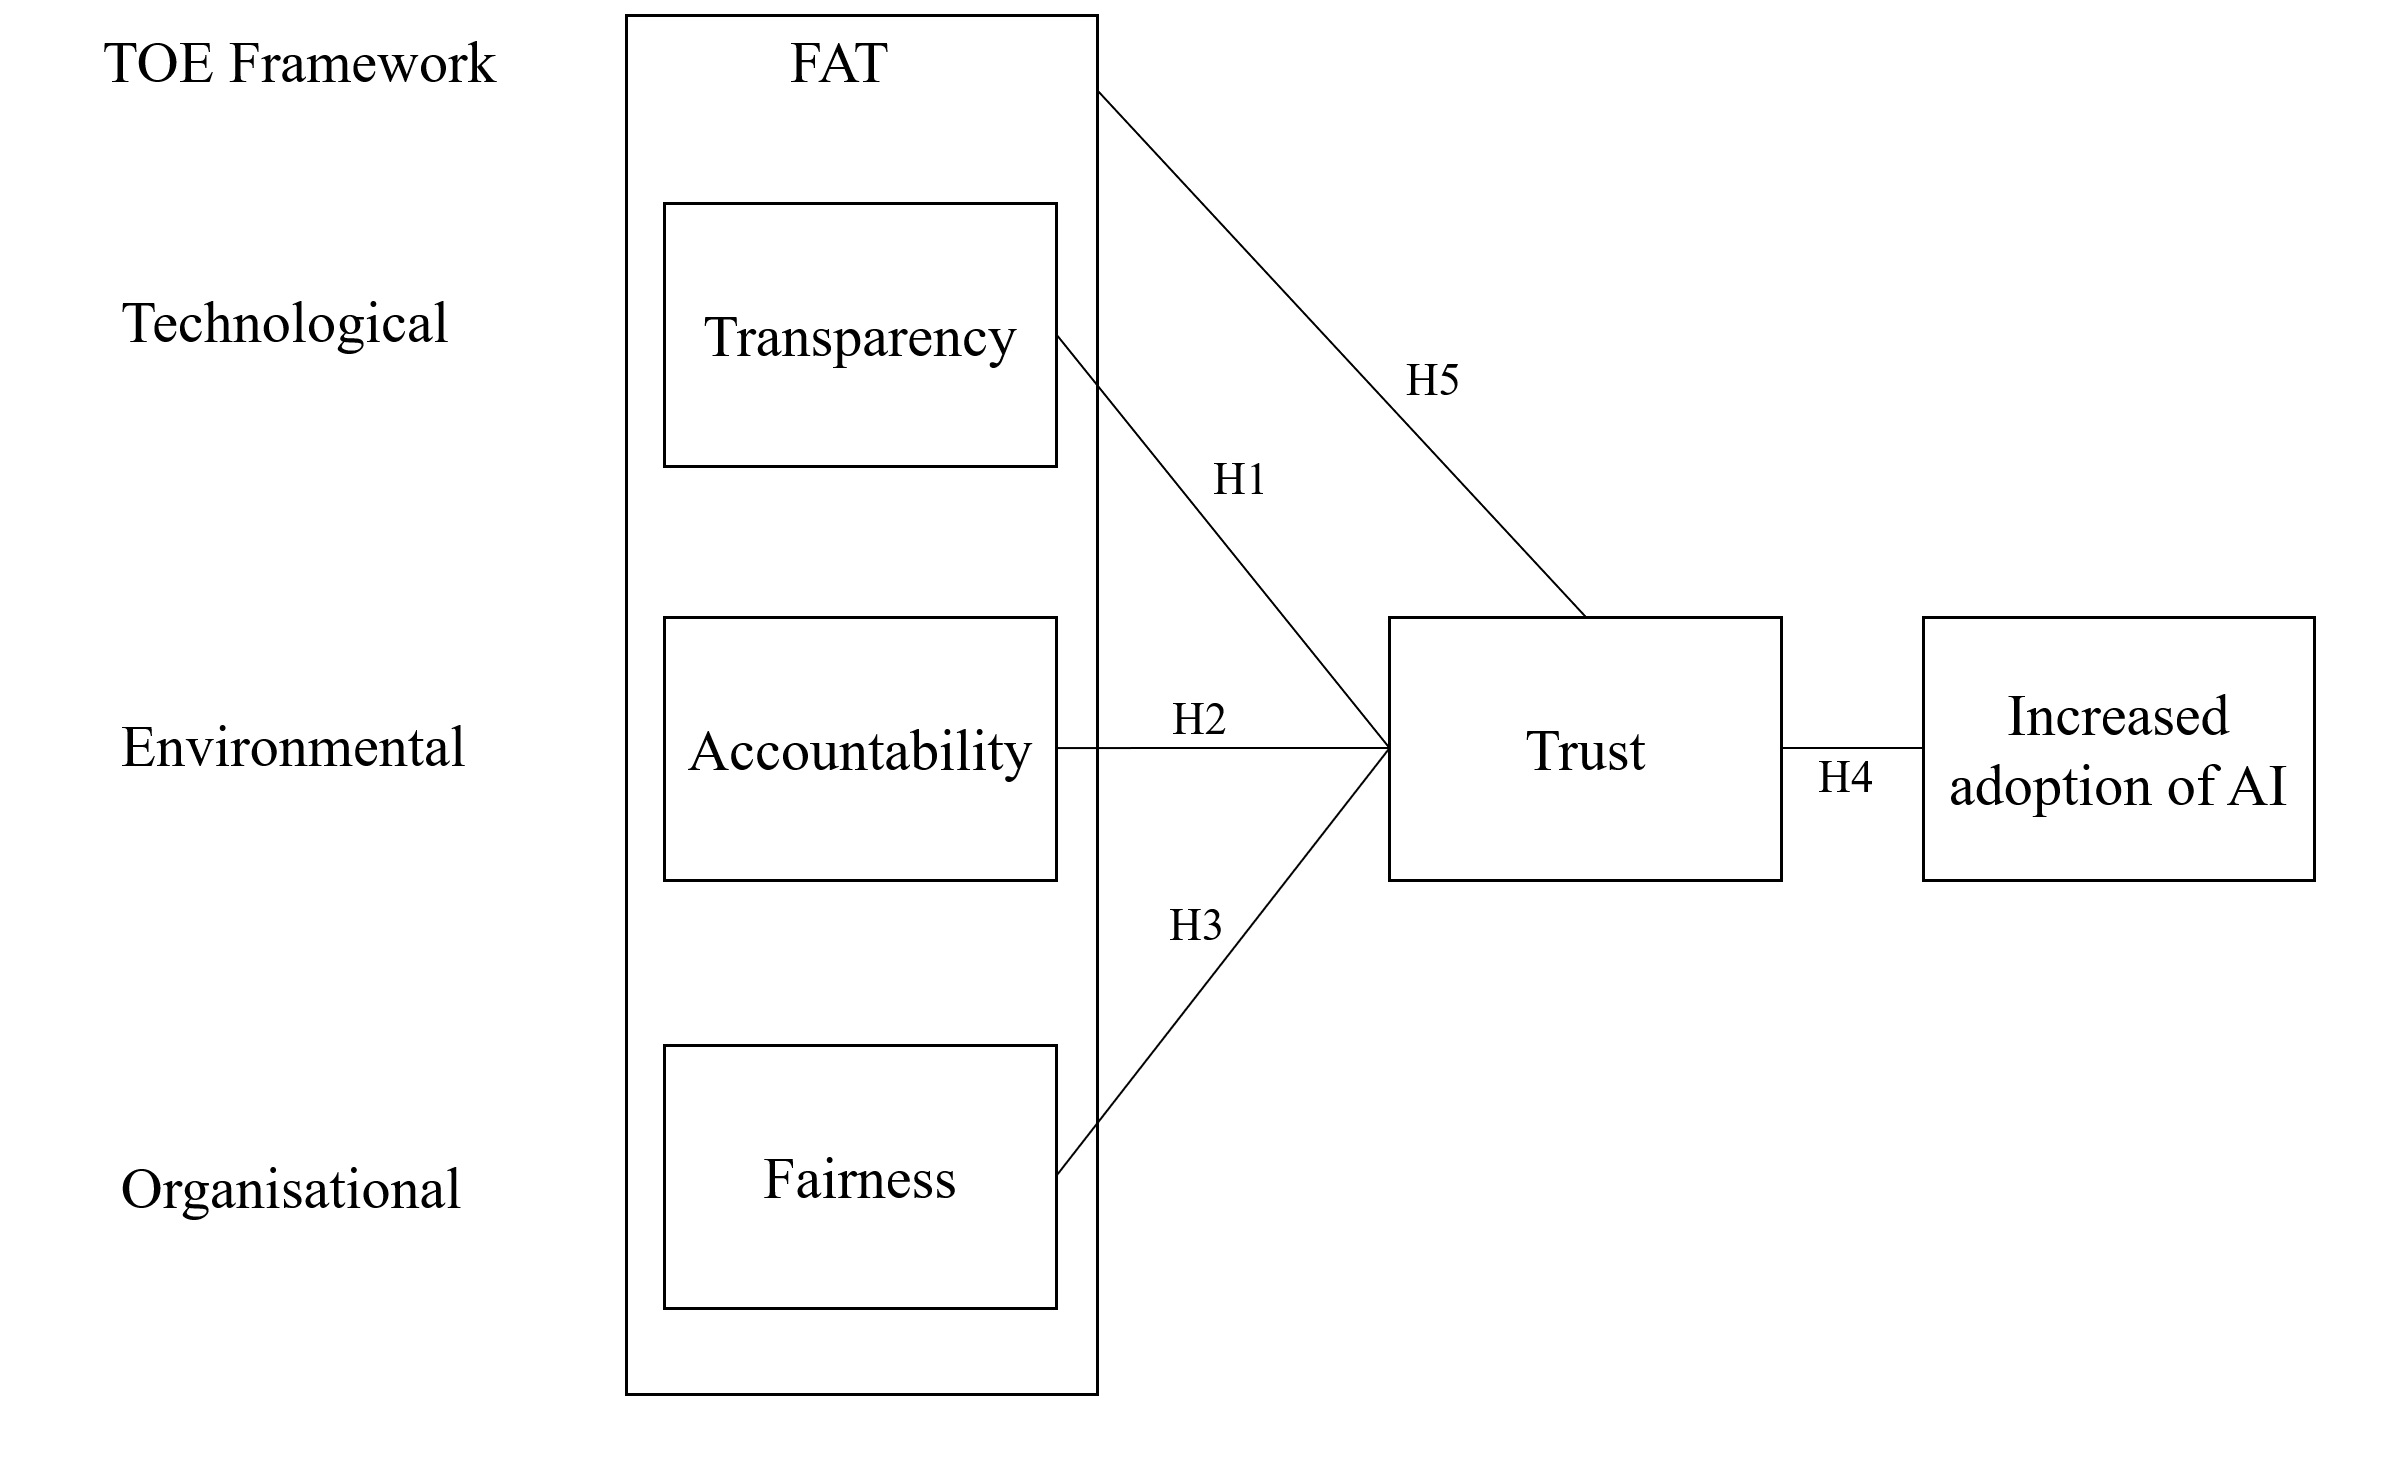 TOE Framework
FAT
Technological
Transparency
H5
H1
Environmental
Accountability
H2
Trust
H4
Increased
adoption of AI
H3
Organisational
Fairness